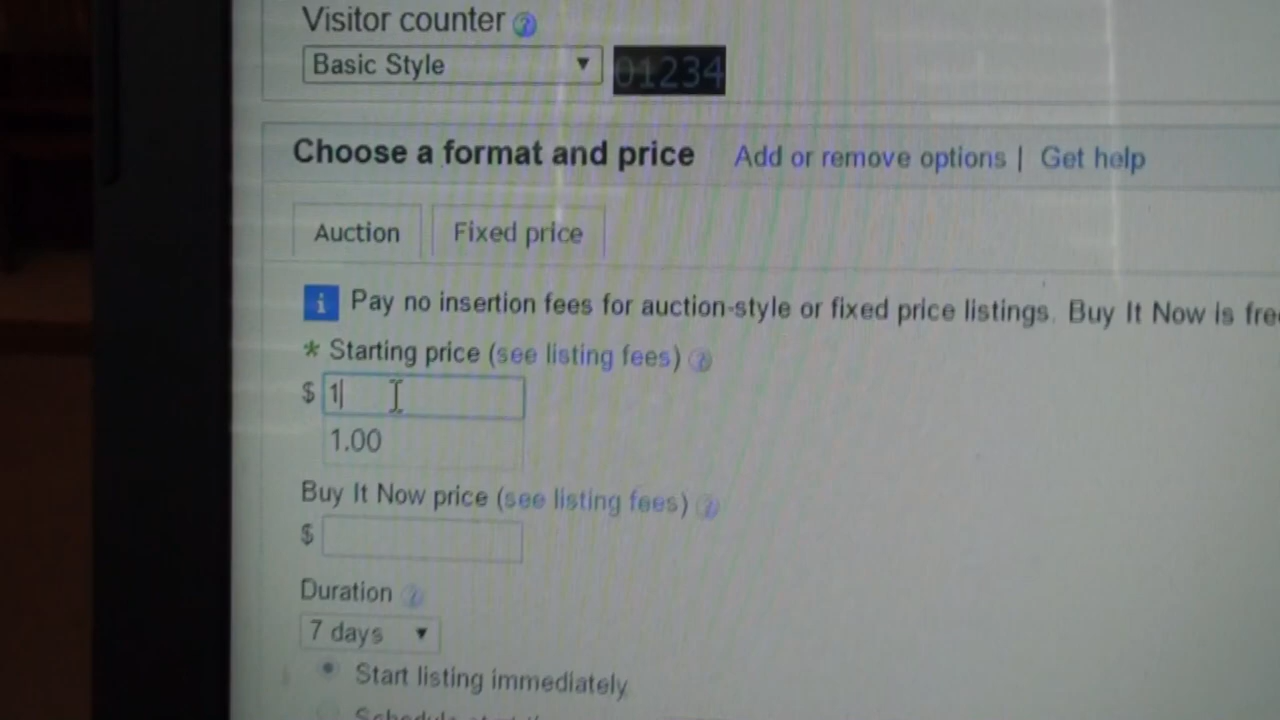 Visitor counter
Basic Style
01234
Choose a format and price Add or remove options | Get help
Auction Fixed price
i Pay no insertion fees for auction-style or fixed price listings. Buy It Now is
* Starting price (see listing fees) ?
$ 1
1.00
Buy It Now price (see listing fees) ?
$
Duration ?
7 days
Start listing immediately